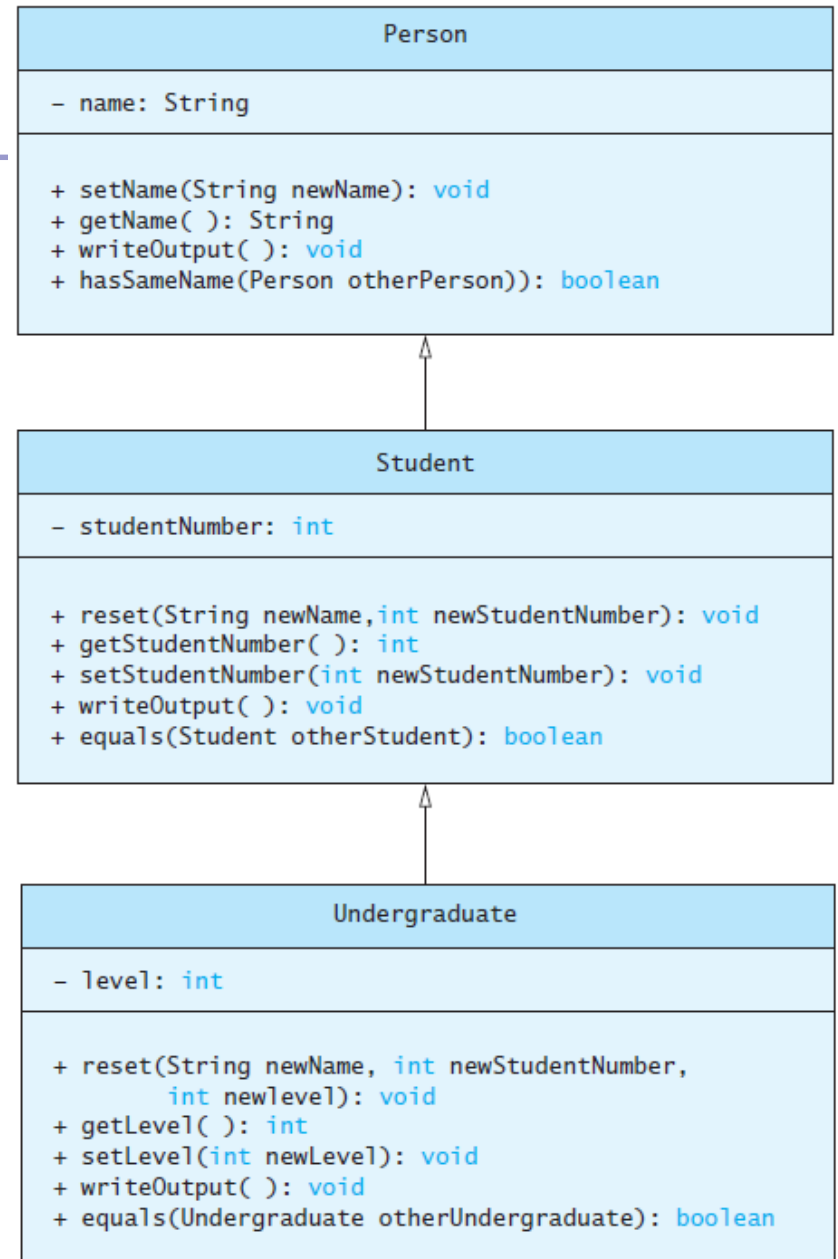 Person
– name: String
+ setName(String newName): void
+ getName( ): String
+ writeOutput( ): void
+ hasSameName(Person otherPerson)): boolean
Student
– studentNumber: int
+ reset(String newName,int newStudentNumber): void
+ getStudentNumber( ): int
+ setStudentNumber(int newStudentNumber): void
+ writeOutput( ): void
+ equals(Student otherStudent): boolean
Undergraduate
– level: int
+ reset(String newName, int newStudentNumber,
int newlevel): void
+ getLevel( ): int
+ setLevel(int newLevel): void
+ writeOutput( ): void
+ equals(Undergraduate otherUndergraduate): boolean